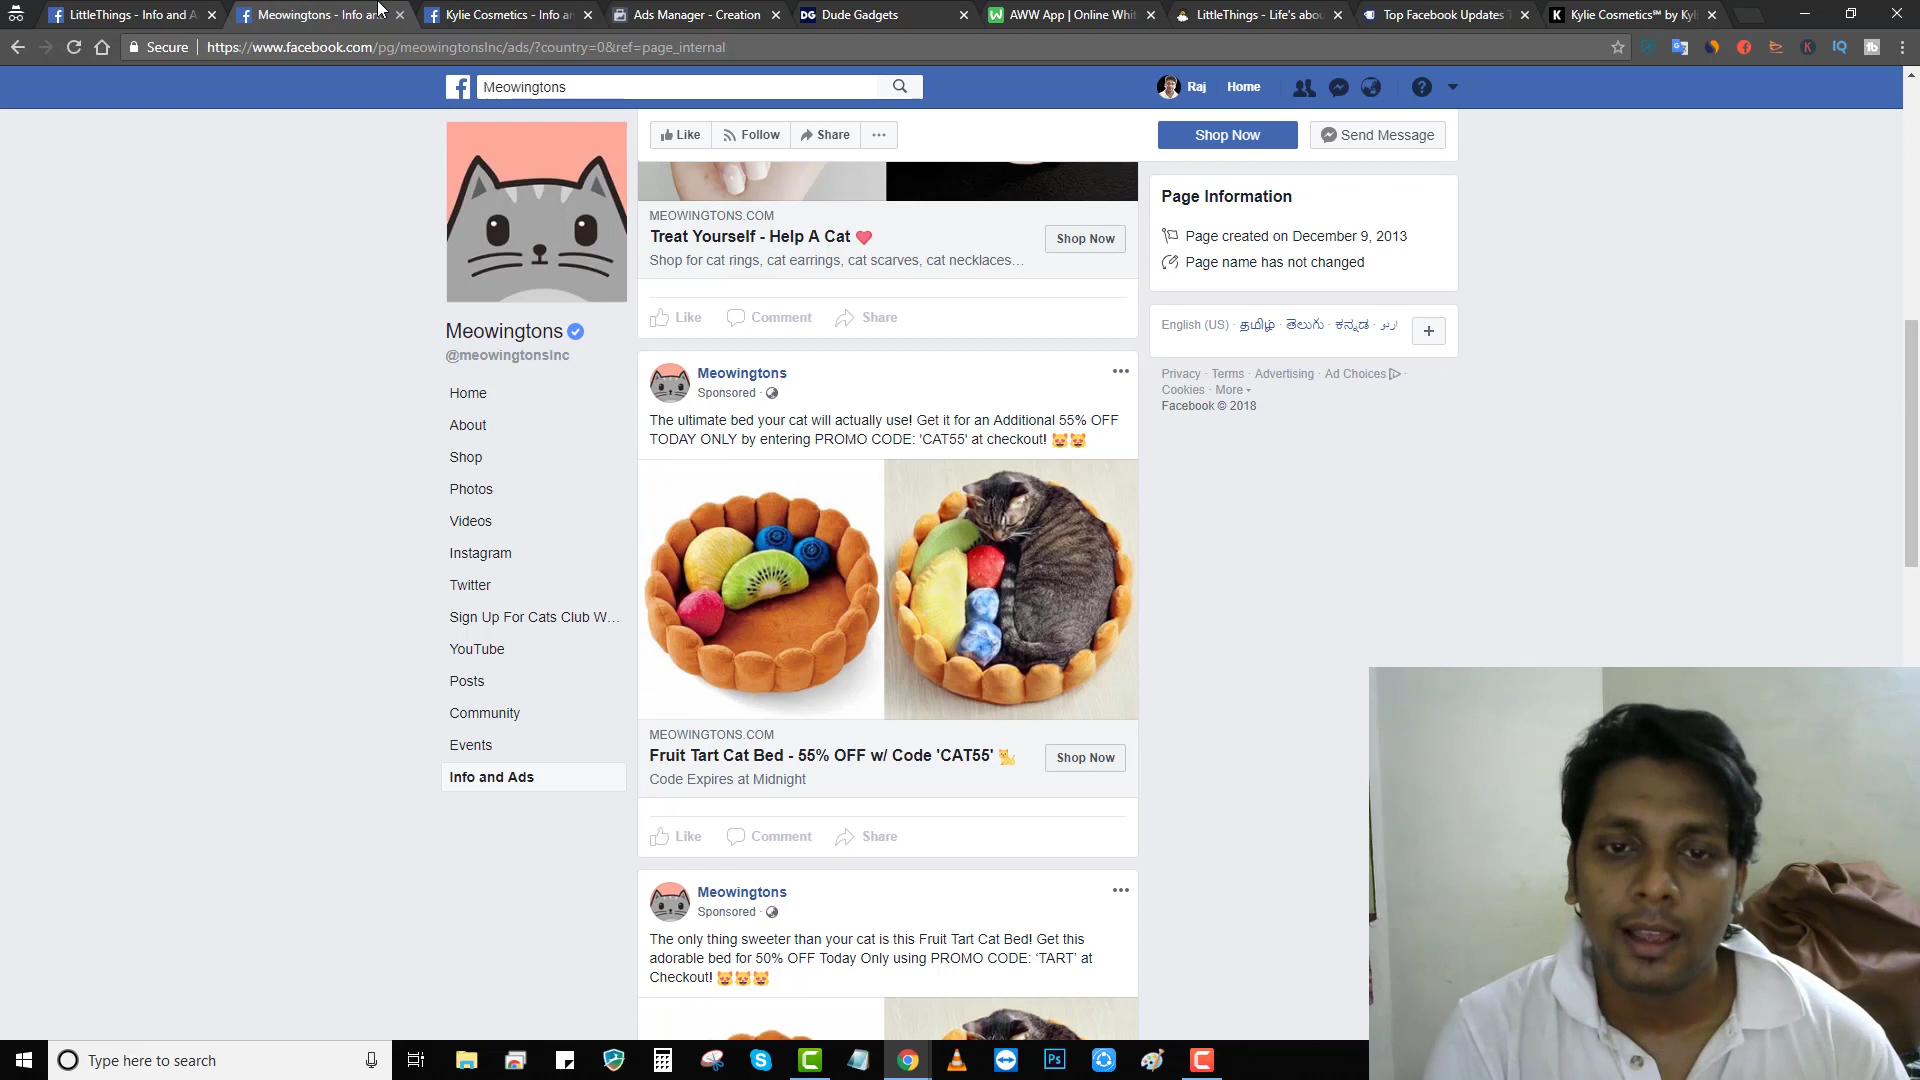 LittleThings - Info and A
Meowingtons - Info an
Kylie Cosmetics - Info an
Ads Manager - Creation
DG Dude Gadgets
AWW App | Online Whit
LittleThings - Life's abou
Top Facebook Updates T
K Kylie Cosmetics℠ by Kyl
Secure https://www.facebook.com/pg/meowingtonsInc/ads/?country=0&ref=page_internal
Meowingtons
Raj Home
Like Follow Share
Shop Now Send Message
Meowingtons
@meowingtonsInc
Home
About
Shop
Photos
Videos
Instagram
Twitter
Sign Up For Cats Club W...
YouTube
Posts
Community
Events
Info and Ads
MEOWINGTONS.COM
Treat Yourself - Help A Cat
Shop Now
Shop for cat rings, cat earrings, cat scarves, cat necklaces...
Like Comment Share
Meowingtons
Sponsored ·
The ultimate bed your cat will actually use! Get it for an Additional 55% OFF
TODAY ONLY by entering PROMO CODE: 'CAT55' at checkout!
MEOWINGTONS.COM
Fruit Tart Cat Bed - 55% OFF w/ Code 'CAT55'
Shop Now
Code Expires at Midnight
Like Comment Share
Meowingtons
Sponsored ·
The only thing sweeter than your cat is this Fruit Tart Cat Bed! Get this
adorable bed for 50% OFF Today Only using PROMO CODE: ‘TART’ at
Checkout!
Page Information
Page created on December 9, 2013
Page name has not changed
English (US) · தமிழ் · తెలుగు · ಕನ್ನಡ · اردو
Privacy · Terms · Advertising · Ad Choices ·
Cookies · More
Facebook © 2018
Type here to search
Ps